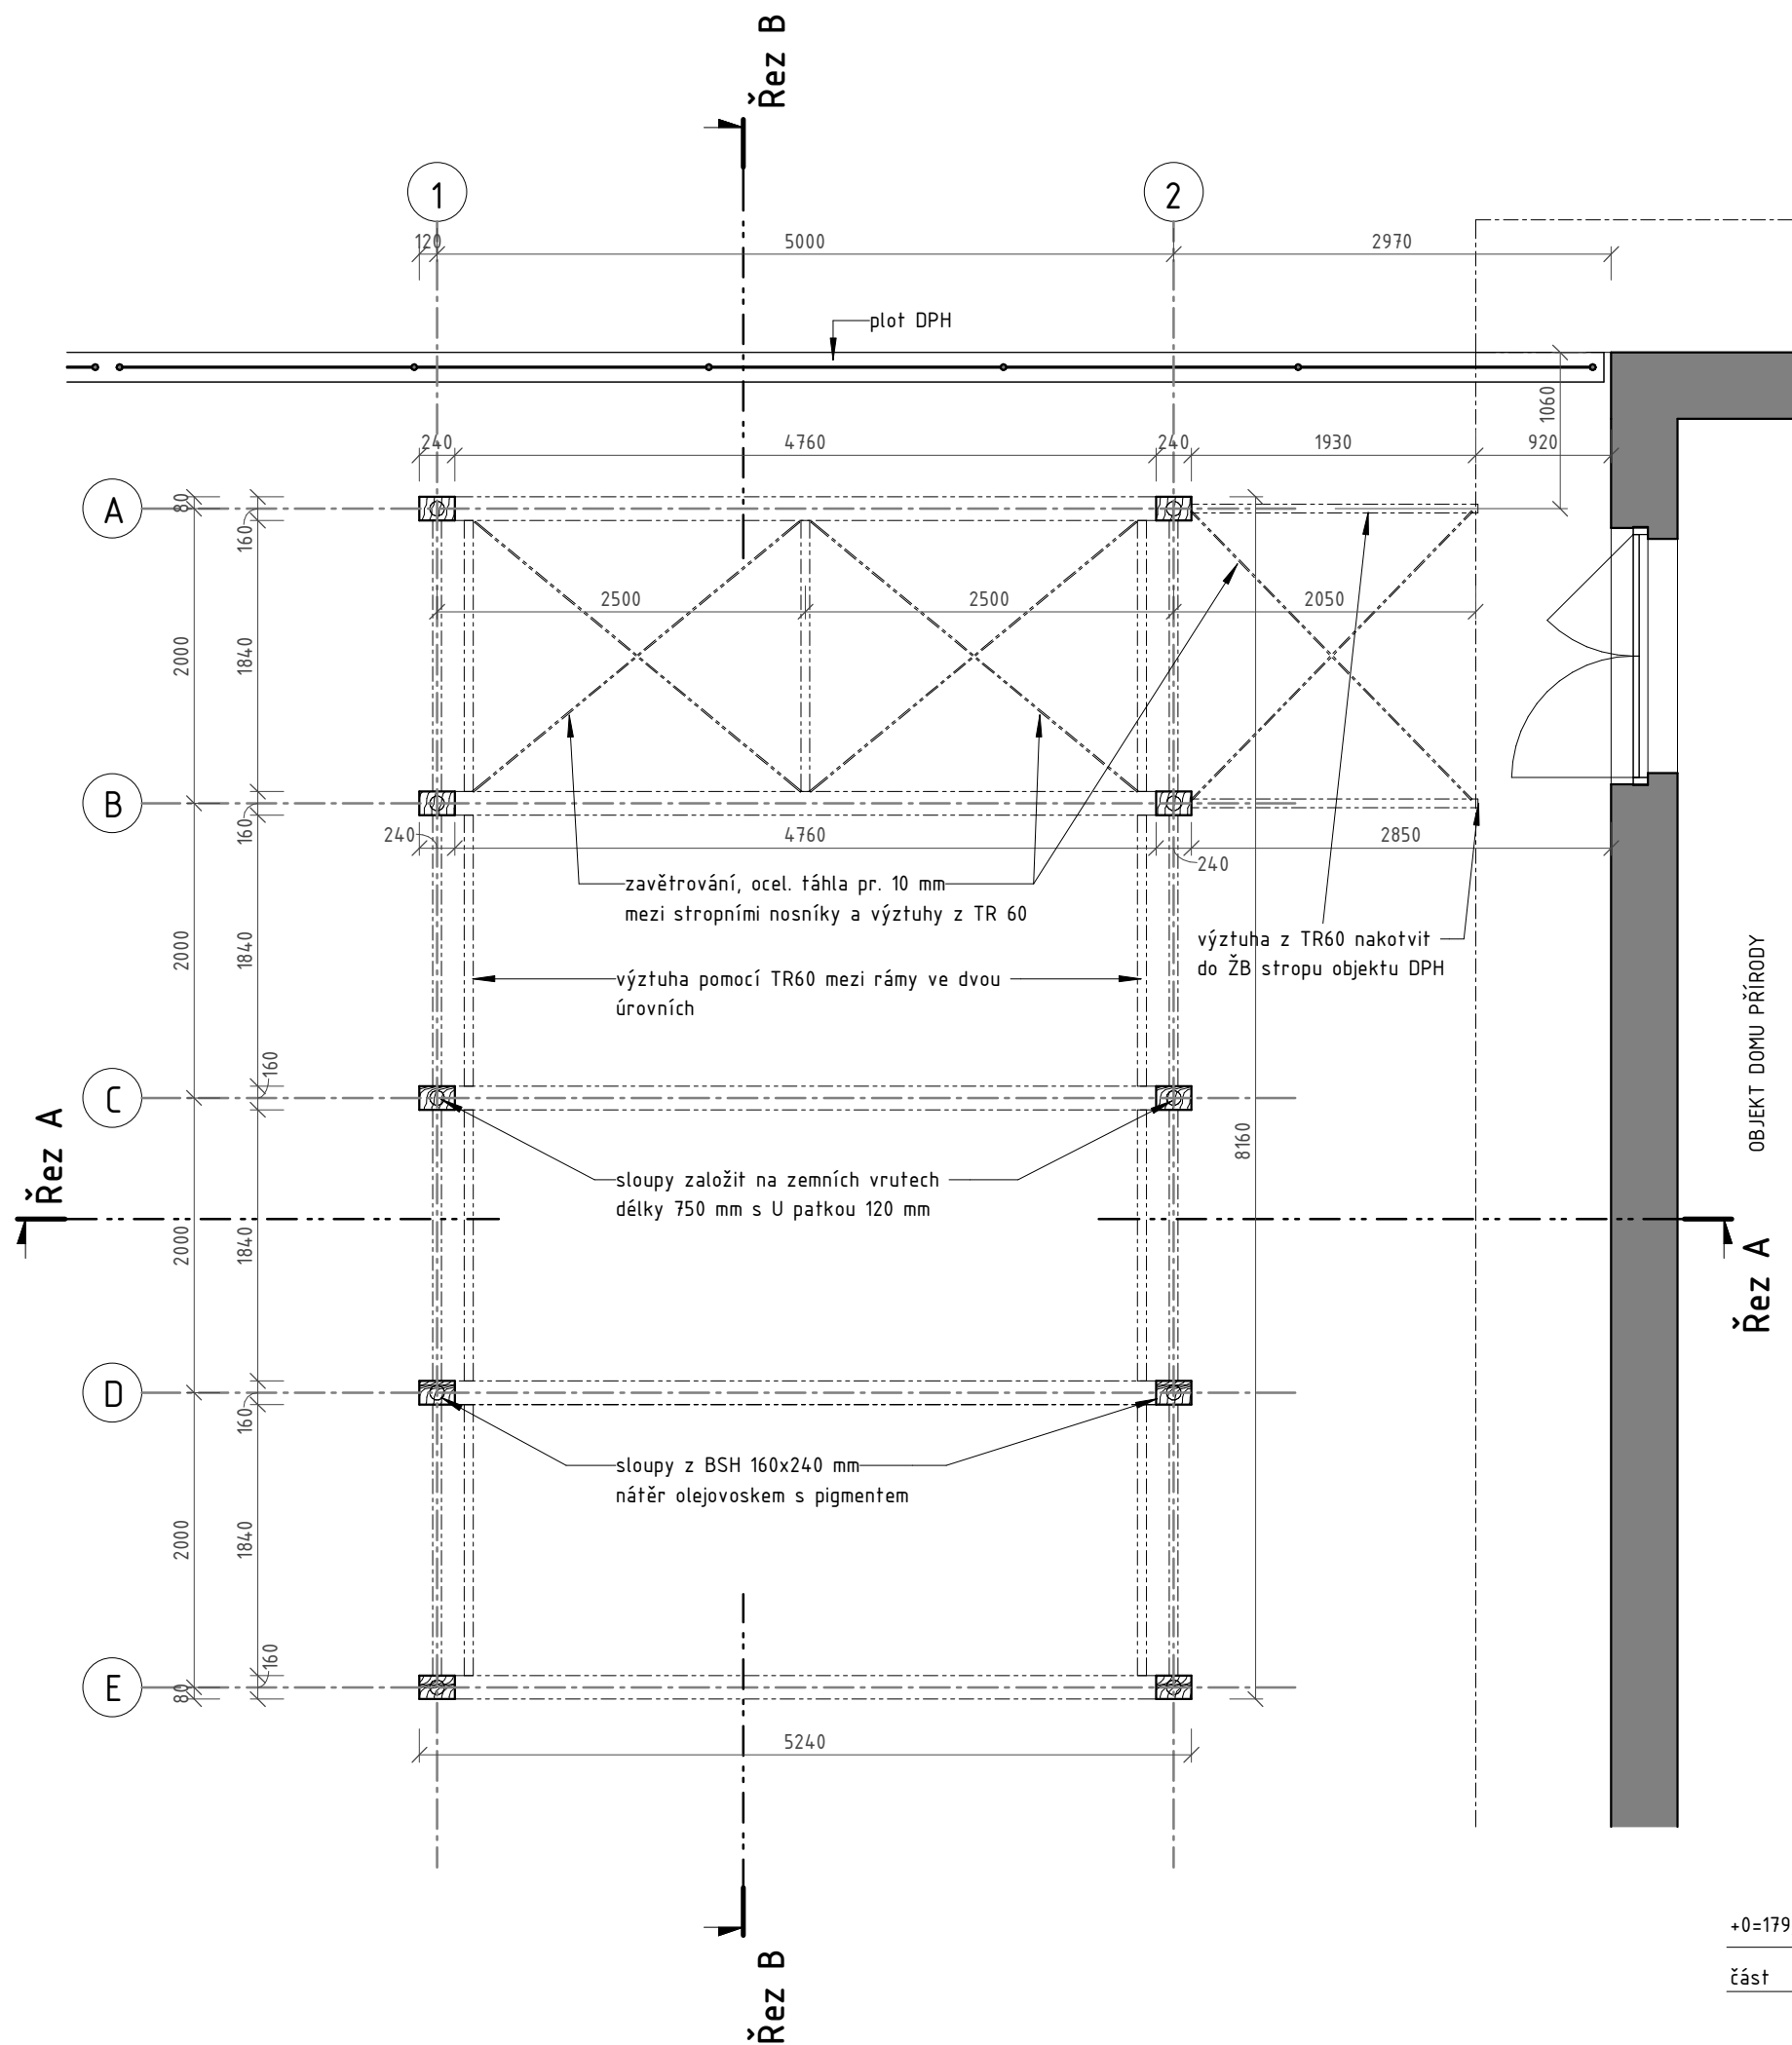 Řez B
1
2
120
5000
2970
plot DPH
1060
240
4760
240
1930
920
A
80
160
2500
2500
2050
2000
1840
B
160
240
4760
2850
240
zavětrování, ocel. táhla pr. 10 mm
mezi stropními nosníky a výztuhy z TR 60
výztuha z TR60 nakotvit
do ŽB stropu objektu DPH
2000
1840
výztuha pomocí TR60 mezi rámy ve dvou
úrovních
OBJEKT DOMU PŘÍRODY
160
C
Řez A
8160
sloupy založit na zemních vrutech
délky 750 mm s U patkou 120 mm
2000
1840
Řez A
D
160
sloupy z BSH 160x240 mm
nátěr olejovoskem s pigmentem
2000
1840
160
E
80
5240
+0=179
část
Řez B